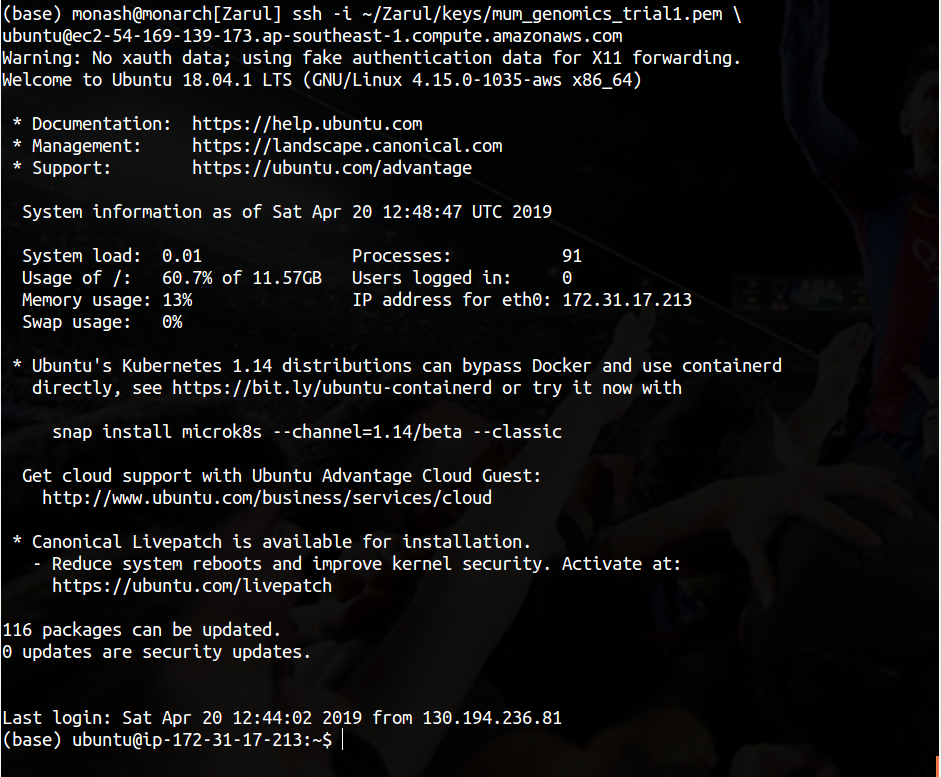 (base) monash@monarch[Zarul] ssh -i ~/Zarul/keys/mum_genomics_trial1.pem \
ubuntu@ec2-54-169-139-173.ap-southeast-1.compute.amazonaws.com
Warning: No xauth data; using fake authentication data for X11 forwarding.
Welcome to Ubuntu 18.04.1 LTS (GNU/Linux 4.15.0-1035-aws x86_64)
* Documentation: https://help.ubuntu.com
* Management: https://landscape.canonical.com
* Support: https://ubuntu.com/advantage
System information as of Sat Apr 20 12:48:47 UTC 2019
System load: 0.01 Processes: 91
Usage of /: 60.7% of 11.57GB Users logged in: 0
Memory usage: 13% IP address for eth0: 172.31.17.213
Swap usage: 0%
* Ubuntu's Kubernetes 1.14 distributions can bypass Docker and use containerd
directly, see https://bit.ly/ubuntu-containerd or try it now with
snap install microk8s --channel=1.14/beta --classic
Get cloud support with Ubuntu Advantage Cloud Guest:
http://www.ubuntu.com/business/services/cloud
* Canonical Livepatch is available for installation.
- Reduce system reboots and improve kernel security. Activate at:
https://ubuntu.com/livepatch
116 packages can be updated.
0 updates are security updates.
Last login: Sat Apr 20 12:44:02 2019 from 130.194.236.81
(base) ubuntu@ip-172-31-17-213:~$